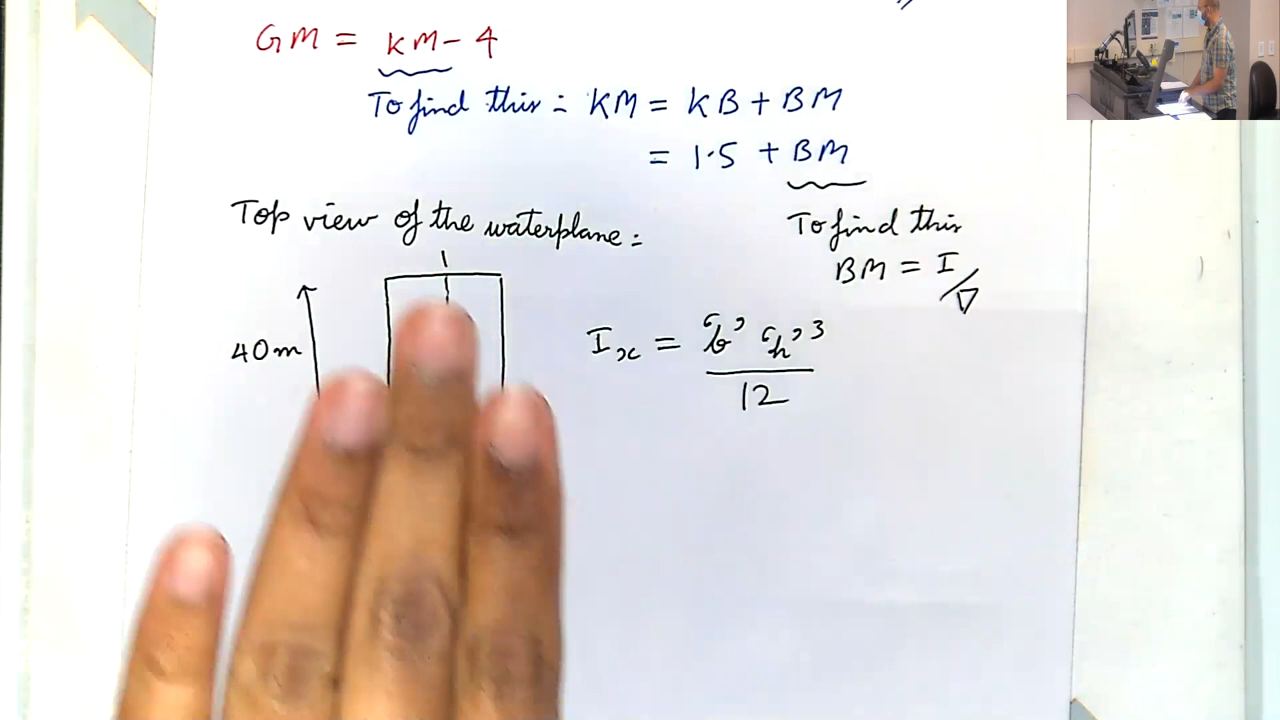 GM = KM - 4
To find this = KM = KB + BM
= 1.5 + BM
Top view of the waterplane =
To find this
BM = I/∇
40m
Iₓ = 'b' 'h'³
12